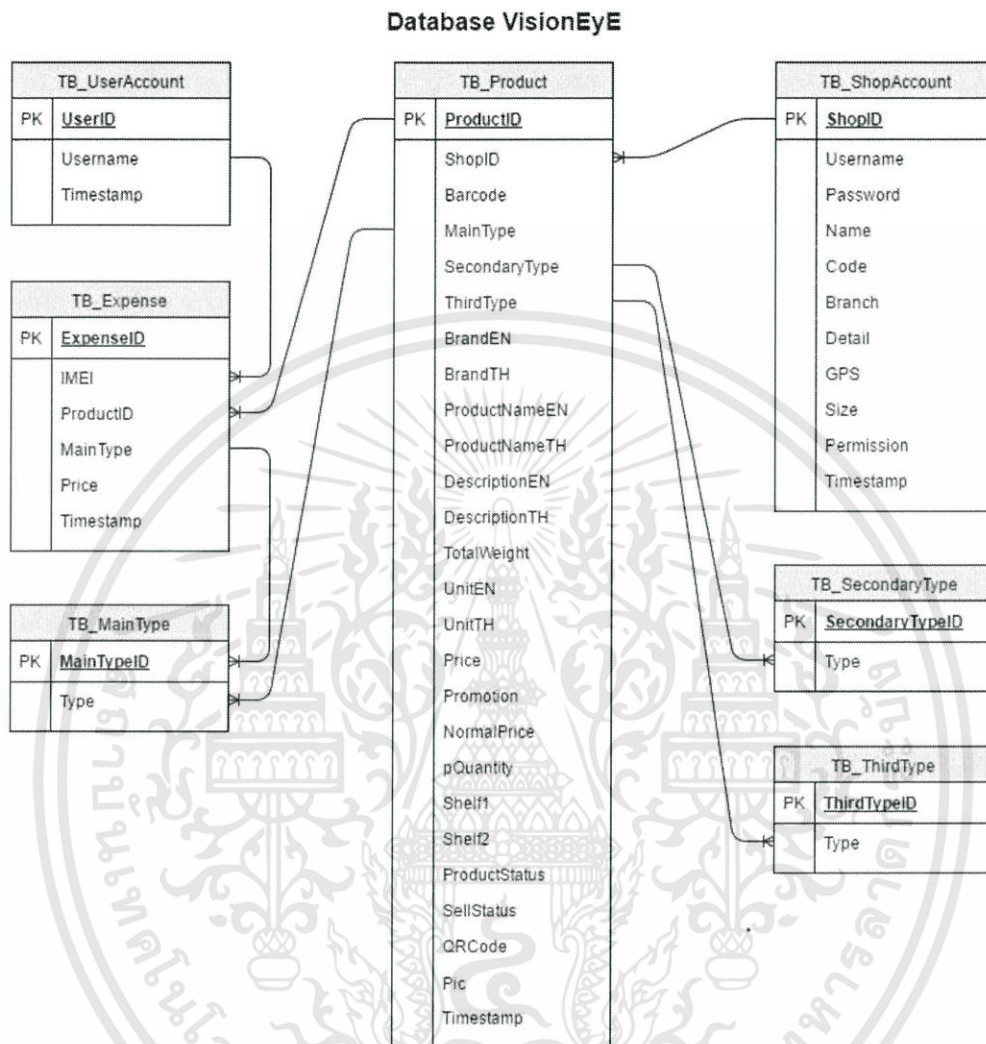 Database VisionEyE
TB_UserAccount
PK UserID
Username
Timestamp
TB_Expense
PK ExpenseID
IMEI
ProductID
MainType
Price
Timestamp
TB_MainType
PK MainTypeID
Type
TB_Product
PK ProductID
ShopID
Barcode
MainType
SecondaryType
ThirdType
BrandEN
BrandTH
ProductNameEN
ProductNameTH
DescriptionEN
DescriptionTH
TotalWeight
UnitEN
UnitTH
Price
Promotion
NormalPrice
pQuantity
Shelf1
Shelf2
ProductStatus
SellStatus
QRCode
Pic
Timestamp
TB_ShopAccount
PK ShopID
Username
Password
Name
Code
Branch
Detail
GPS
Size
Permission
Timestamp
TB_SecondaryType
PK SecondaryTypeID
Type
TB_ThirdType
PK ThirdTypeID
Type